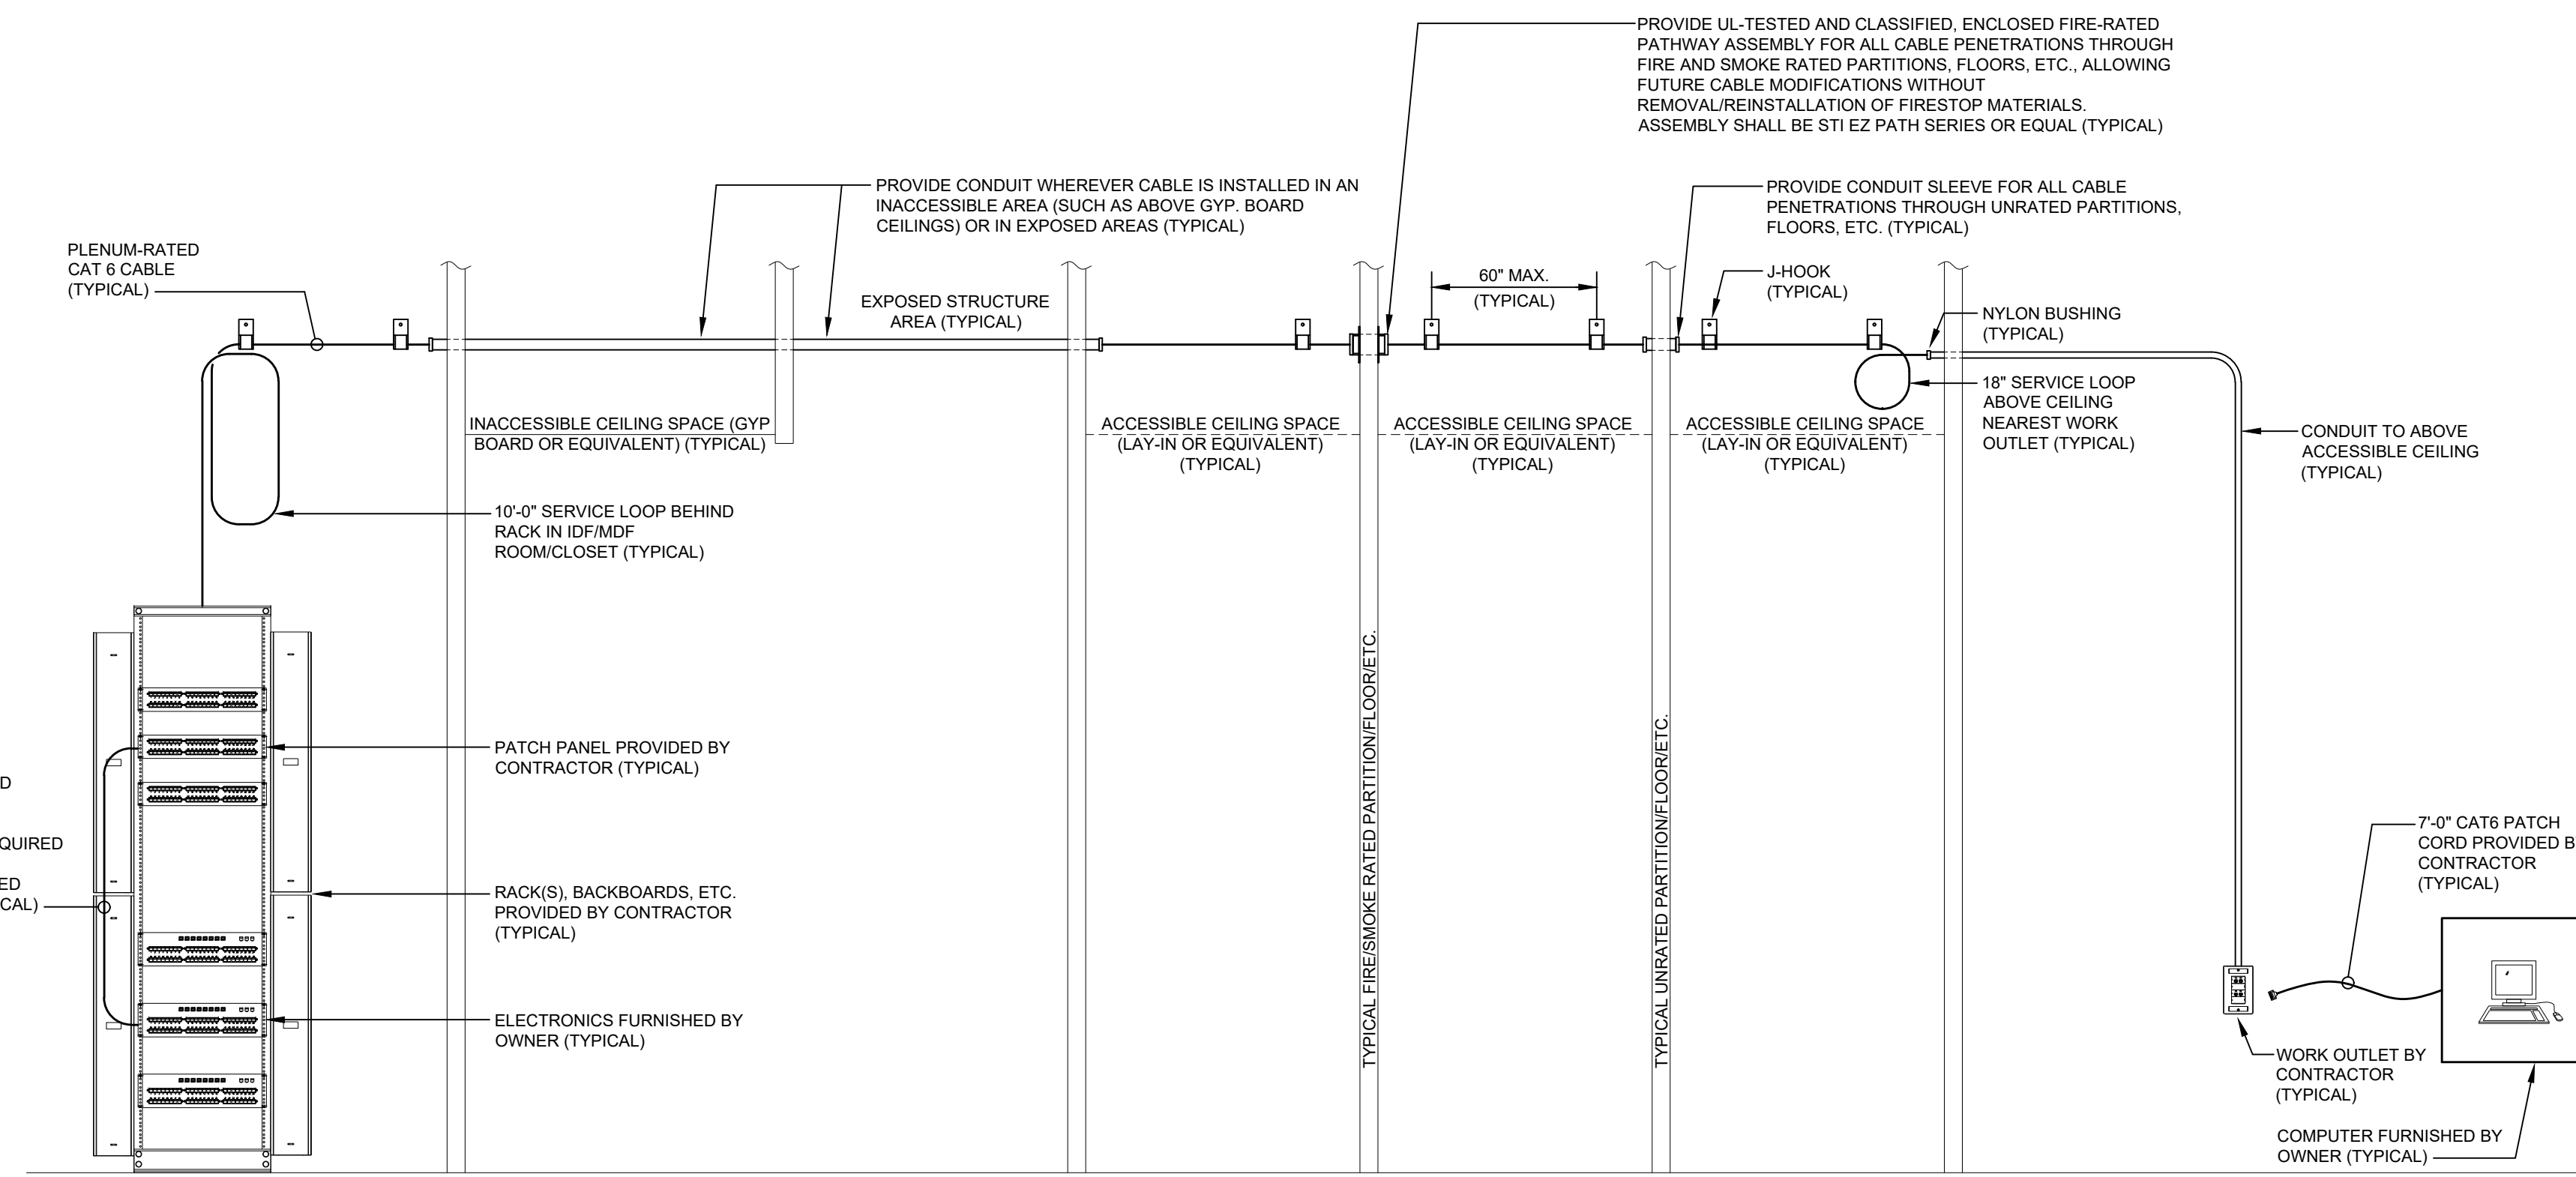 PROVIDE UL-TESTED AND CLASSIFIED, ENCLOSED FIRE-RATED
PATHWAY ASSEMBLY FOR ALL CABLE PENETRATIONS THROUGH
FIRE AND SMOKE RATED PARTITIONS, FLOORS, ETC., ALLOWING
FUTURE CABLE MODIFICATIONS WITHOUT
REMOVAL/REINSTALLATION OF FIRESTOP MATERIALS.
ASSEMBLY SHALL BE STI EZ PATH SERIES OR EQUAL (TYPICAL)
PROVIDE CONDUIT WHEREVER CABLE IS INSTALLED IN AN
INACCESSIBLE AREA (SUCH AS ABOVE GYP. BOARD
CEILINGS) OR IN EXPOSED AREAS (TYPICAL)
PROVIDE CONDUIT SLEEVE FOR ALL CABLE
PENETRATIONS THROUGH UNRATED PARTITIONS,
FLOORS, ETC. (TYPICAL)
PLENUM-RATED
CAT 6 CABLE
(TYPICAL)
EXPOSED STRUCTURE
AREA (TYPICAL)
60" MAX.
(TYPICAL)
J-HOOK
(TYPICAL)
NYLON BUSHING
(TYPICAL)
18" SERVICE LOOP
ABOVE CEILING
NEAREST WORK
OUTLET (TYPICAL)
CONDUIT TO ABOVE
ACCESSIBLE CEILING
(TYPICAL)
INACCESSIBLE CEILING SPACE (GYP
BOARD OR EQUIVALENT) (TYPICAL)
ACCESSIBLE CEILING SPACE
(LAY-IN OR EQUIVALENT)
(TYPICAL)
ACCESSIBLE CEILING SPACE
(LAY-IN OR EQUIVALENT)
(TYPICAL)
ACCESSIBLE CEILING SPACE
(LAY-IN OR EQUIVALENT)
(TYPICAL)
10'-0" SERVICE LOOP BEHIND
RACK IN IDF/MDF
ROOM/CLOSET (TYPICAL)
PATCH PANEL PROVIDED BY
CONTRACTOR (TYPICAL)
D
QUIRED
ED
CAL)
RACK(S), BACKBOARDS, ETC.
PROVIDED BY CONTRACTOR
(TYPICAL)
ELECTRONICS FURNISHED BY
OWNER (TYPICAL)
TYPICAL FIRE/SMOKE RATED PARTITION/FLOOR/ETC.
TYPICAL UNRATED PARTITION/FLOOR/ETC.
7'-0" CAT6 PATCH
CORD PROVIDED B
CONTRACTOR
(TYPICAL)
WORK OUTLET BY
CONTRACTOR
(TYPICAL)
COMPUTER FURNISHED BY
OWNER (TYPICAL)